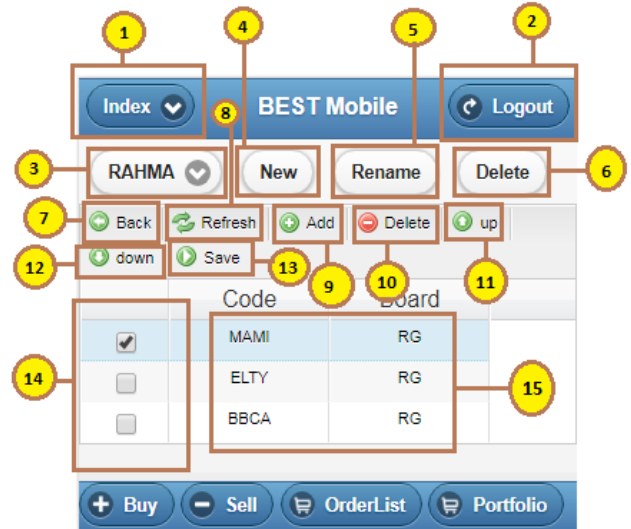 1 4 5 2
Index BEST Mobile Logout
8
3 RAHMA New Rename Delete 6
7 Back Refresh Add Delete up
12 down Save 13 9 10 11
Code Board
MAMI RG
14 ELTY RG 15
BBCA RG
Buy Sell OrderList Portfolio